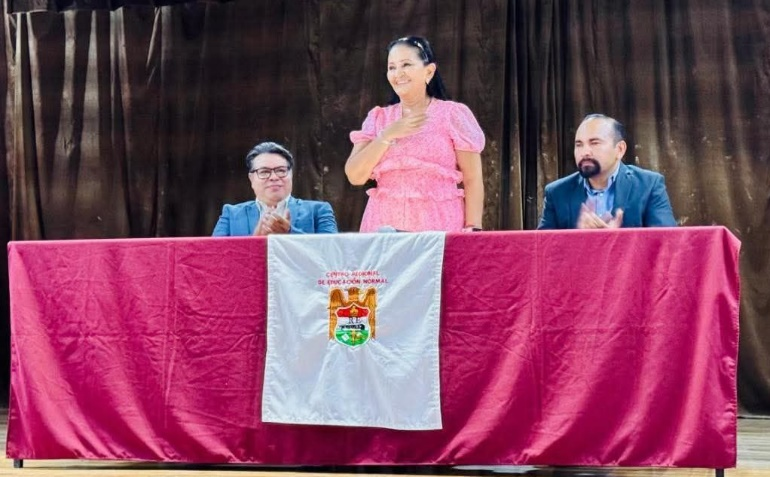 CENTRO REGIONAL
DE EDUCACIÓN NORMAL